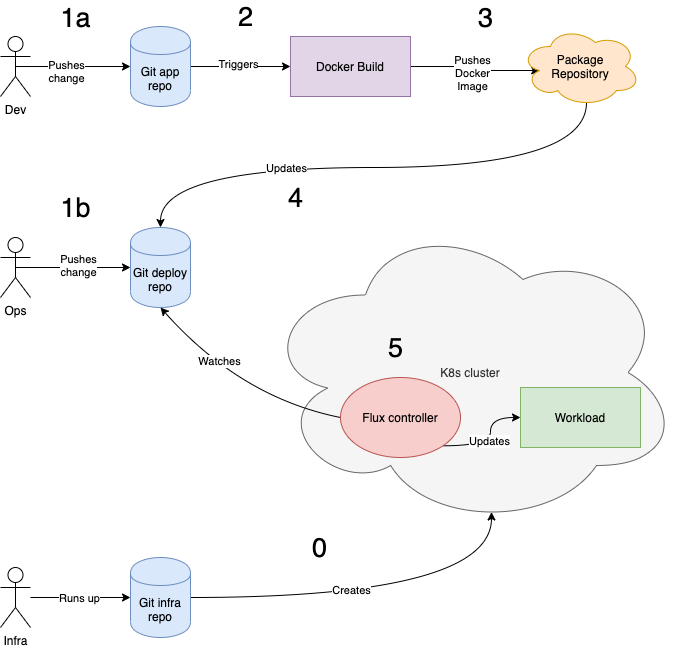 1a
2
3
Pushes
change
Dev
Git app
repo
Triggers
Docker Build
Pushes
Docker
Image
Package
Repository
Updates
4
1b
Pushes
change
Ops
Git deploy
repo
Watches
5
K8s cluster
Flux controller
Updates
Workload
0
Creates
Runs up
Infra
Git infra
repo